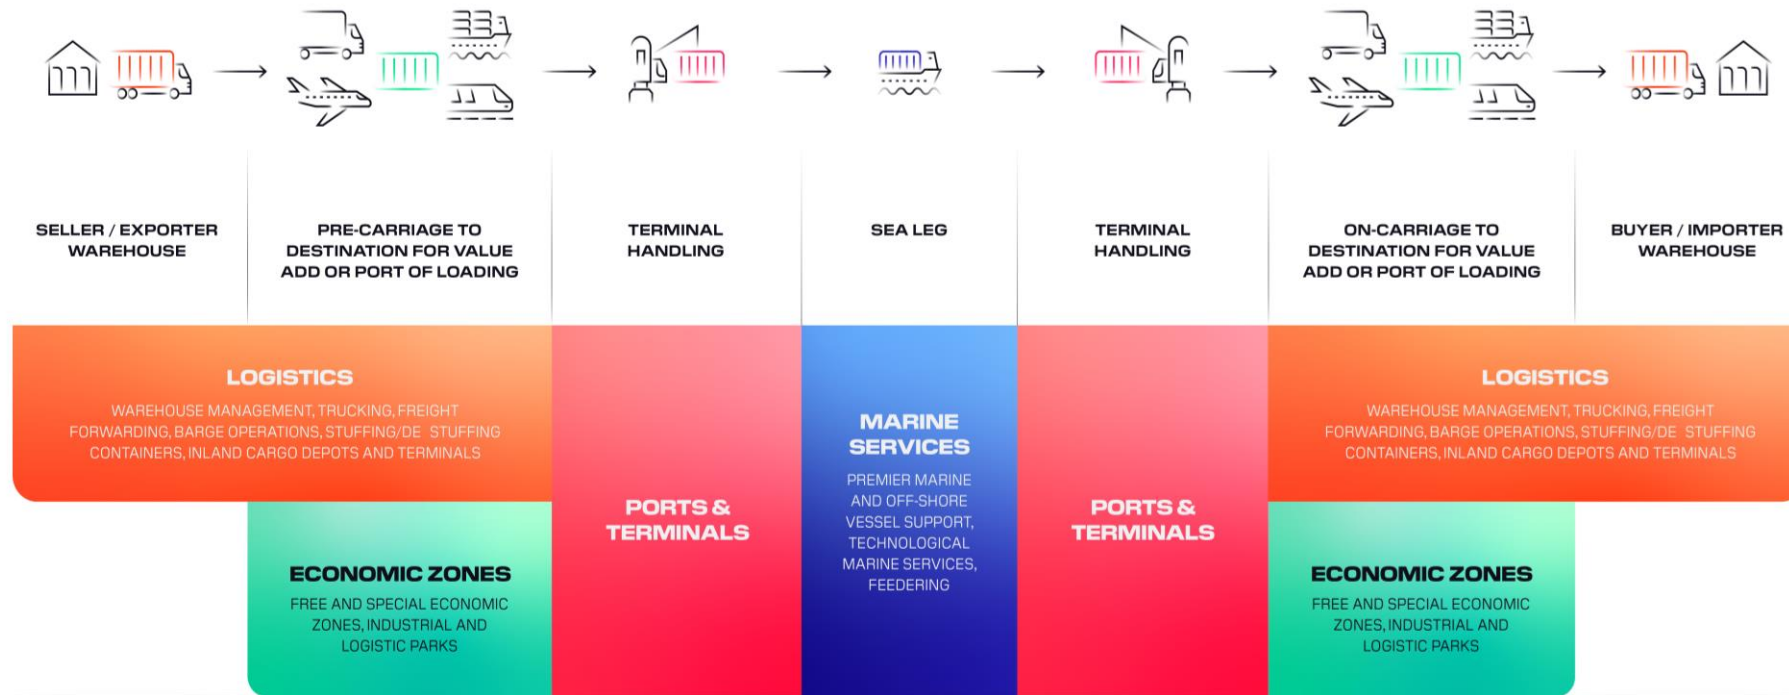 SELLER / EXPORTER
WAREHOUSE
PRE-CARRIAGE TO
DESTINATION FOR VALUE
ADD OR PORT OF LOADING
TERMINAL
HANDLING
SEA LEG
TERMINAL
HANDLING
ON-CARRIAGE TO
DESTINATION FOR VALUE
ADD OR PORT OF LOADING
BUYER / IMPORTER
WAREHOUSE
LOGISTICS
WAREHOUSE MANAGEMENT, TRUCKING, FREIGHT
FORWARDING, BARGE OPERATIONS, STUFFING/DE STUFFING
CONTAINERS, INLAND CARGO DEPOTS AND TERMINALS
ECONOMIC ZONES
FREE AND SPECIAL ECONOMIC
ZONES, INDUSTRIAL AND
LOGISTIC PARKS
PORTS &
TERMINALS
MARINE
SERVICES
PREMIER MARINE
AND OFF-SHORE
VESSEL SUPPORT,
TECHNOLOGICAL
MARINE SERVICES,
FEEDERING
PORTS &
TERMINALS
LOGISTICS
WAREHOUSE MANAGEMENT, TRUCKING, FREIGHT
FORWARDING, BARGE OPERATIONS, STUFFING/DE STUFFING
CONTAINERS, INLAND CARGO DEPOTS AND TERMINALS
ECONOMIC ZONES
FREE AND SPECIAL ECONOMIC
ZONES, INDUSTRIAL AND
LOGISTIC PARKS